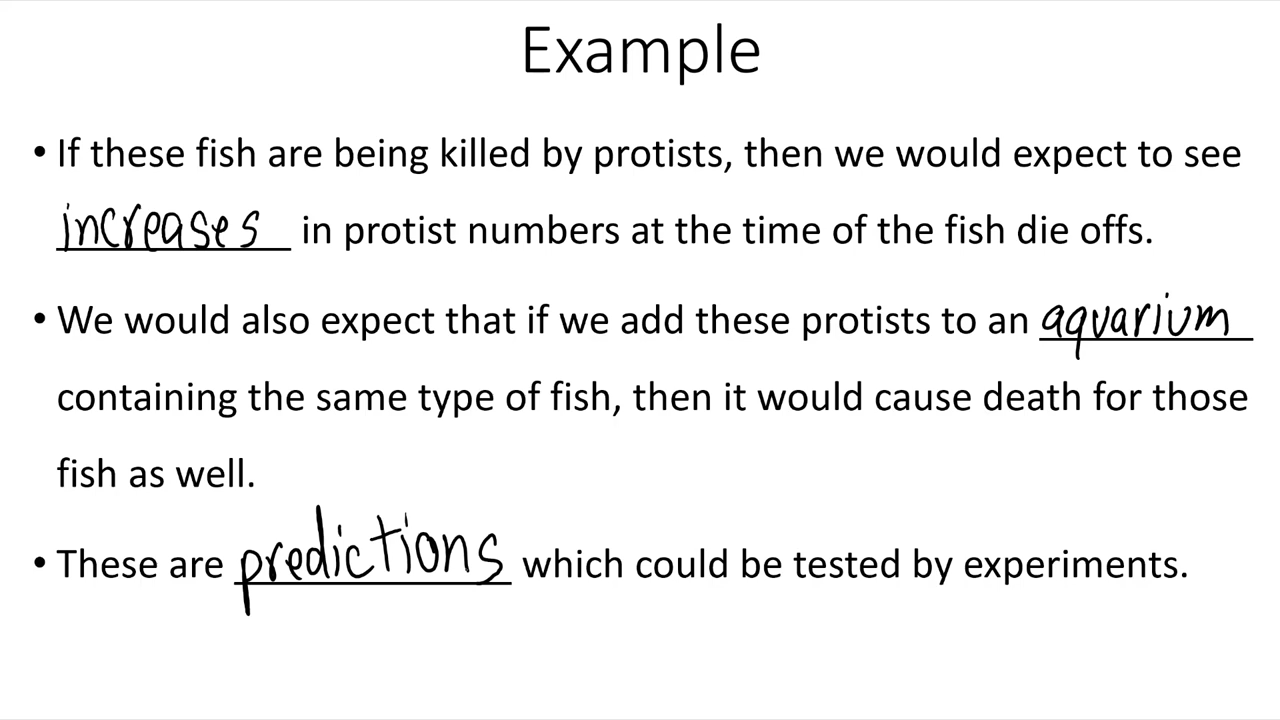 Example
• If these fish are being killed by protists, then we would expect to see
increases in protist numbers at the time of the fish die offs.
• We would also expect that if we add these protists to an aquarium
containing the same type of fish, then it would cause death for those
fish as well.
• These are predictions which could be tested by experiments.